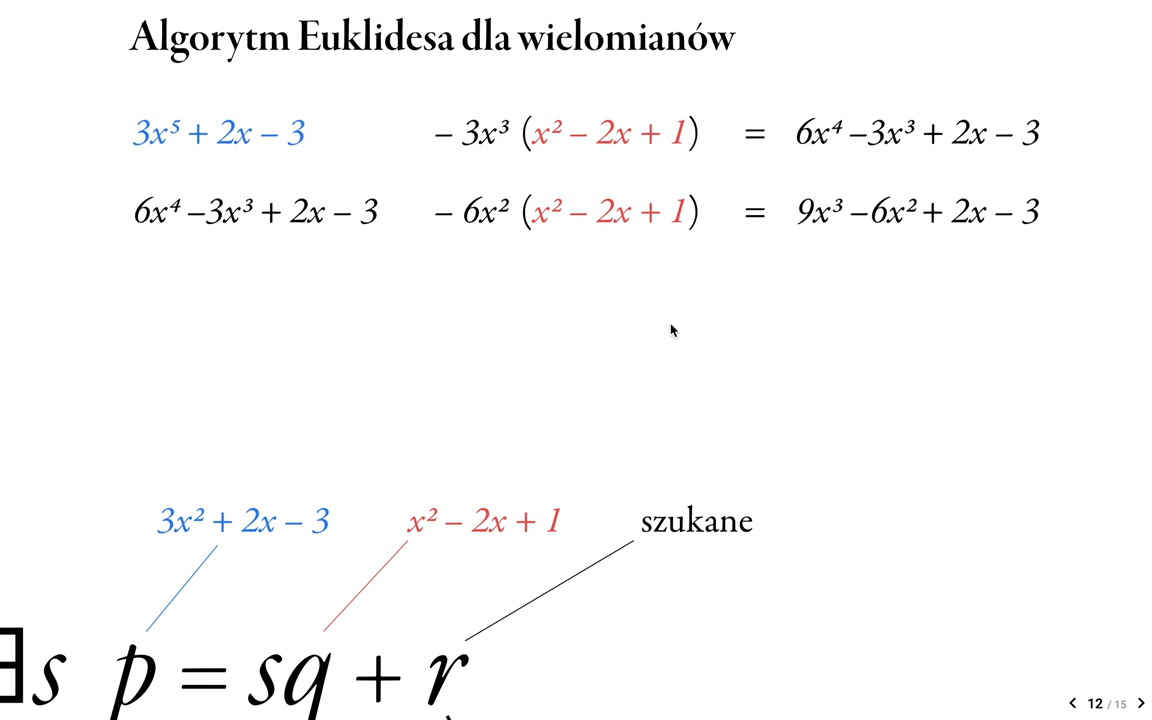 Algorytm Euklidesa dla wielomianów
3x⁵ + 2x – 3 – 3x³ (x² – 2x + 1) = 6x⁴ –3x³ + 2x – 3
6x⁴ –3x³ + 2x – 3 – 6x² (x² – 2x + 1) = 9x³ –6x² + 2x – 3
3x² + 2x – 3 x² – 2x + 1 szukane
∃s p = sq + r
< 12 / 15 >